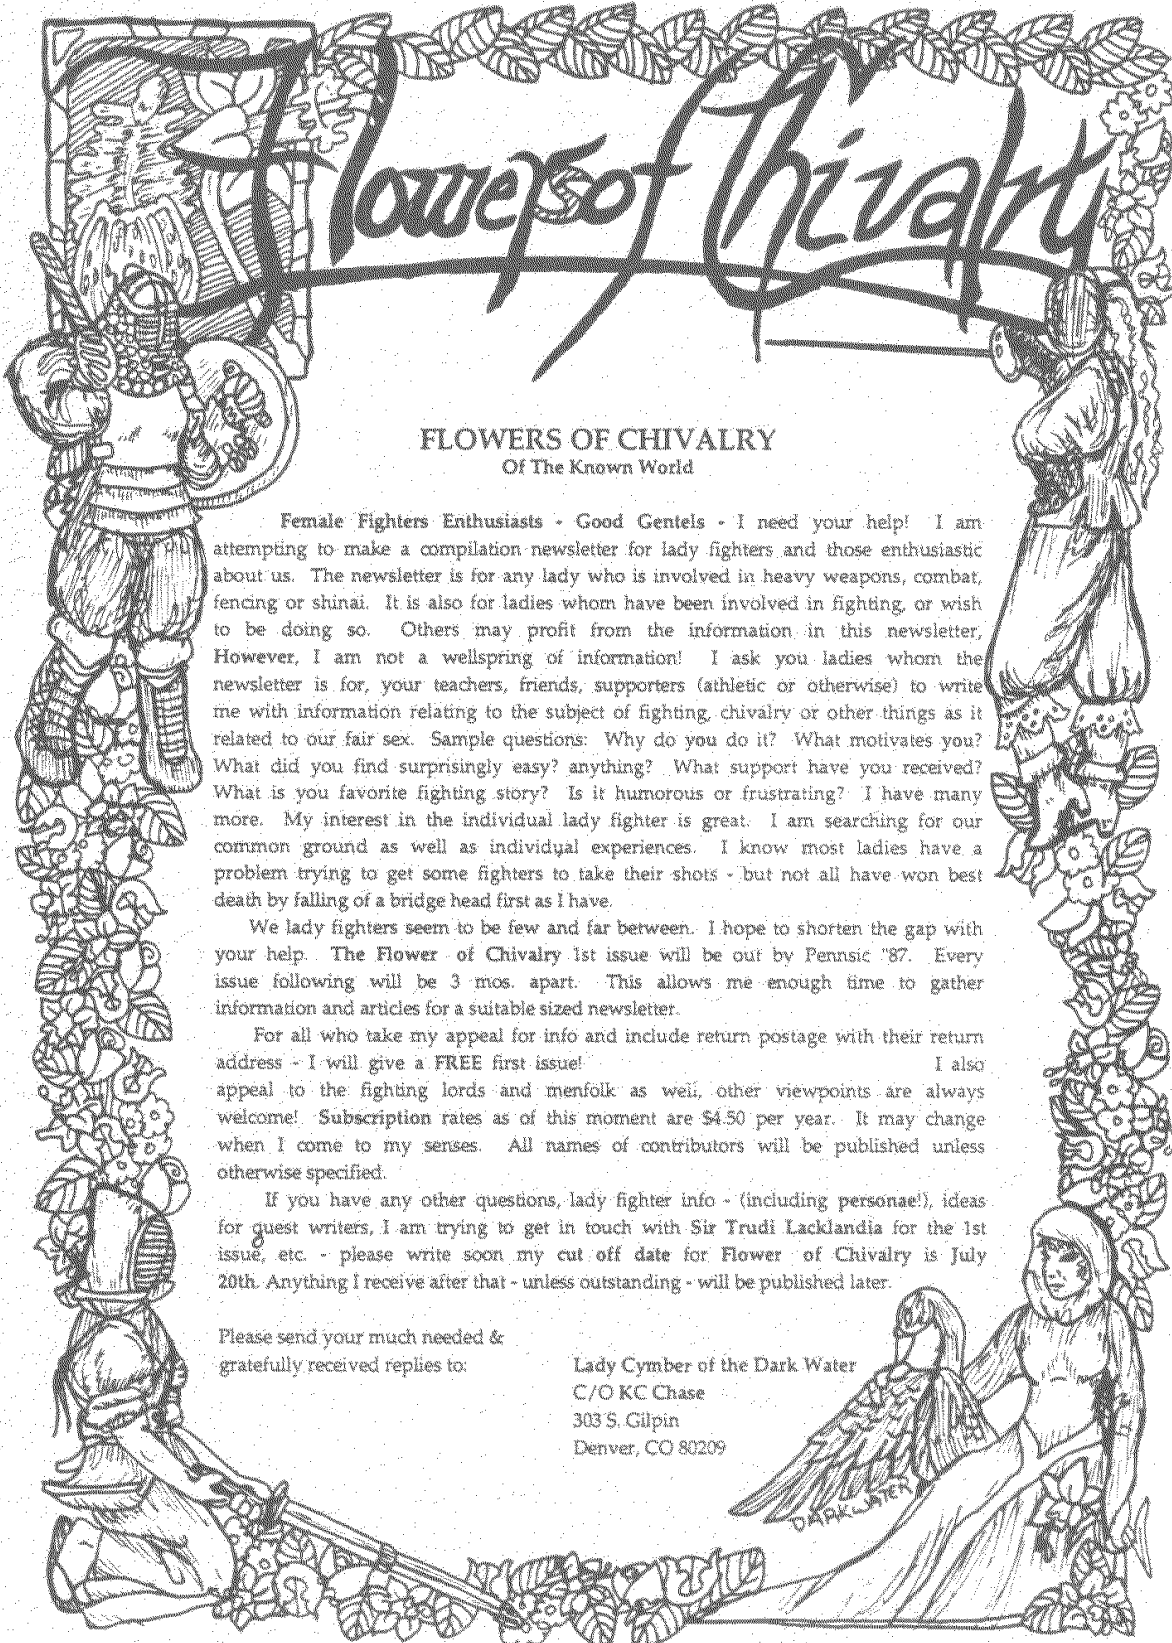 Flowers of Chivalry
FLOWERS OF CHIVALRY
Of The Known World
Female Fighters Enthusiasts - Good Gentels - I need your help! I am
attempting to make a compilation newsletter for lady fighters and those enthusiastic
about us. The newsletter is for any lady who is involved in heavy weapons, combat,
fencing or shinai. It is also for ladies whom have been involved in fighting, or wish
to be doing so. Others may profit from the information in this newsletter,
However, I am not a wellspring of information! I ask you ladies whom the
newsletter is for, your teachers, friends, supporters (athletic or otherwise) to write
me with information relating to the subject of fighting, chivalry or other things as it
related to our fair sex. Sample questions: Why do you do it? What motivates you?
What did you find surprisingly easy? anything? What support have you received?
What is you favorite fighting story? Is it humorous or frustrating? I have many
more. My interest in the individual lady fighter is great. I am searching for our
common ground as well as individual experiences. I know most ladies have a
problem trying to get some fighters to take their shots - but not all have won best
death by falling of a bridge head first as I have.
We lady fighters seem to be few and far between. I hope to shorten the gap with
your help. The Flower of Chivalry 1st issue will be out by Pennsic "87. Every
issue following will be 3 mos. apart. This allows me enough time to gather
information and articles for a suitable sized newsletter.
For all who take my appeal for info and include return postage with their return
address - I will give a FREE first issue! I also
appeal to the fighting lords and menfolk as well, other viewpoints are always
welcome! Subscription rates as of this moment are $4.50 per year. It may change
when I come to my senses. All names of contributors will be published unless
otherwise specified.
If you have any other questions, lady fighter info - (including personae!), ideas
for guest writers, I am trying to get in touch with Sir Trudi Lacklandia for the 1st
issue, etc. - please write soon my cut off date for Flower of Chivalry is July
20th. Anything I receive after that - unless outstanding - will be published later.
Please send your much needed &
gratefully received replies to:
Lady Cymber of the Dark Water
C/O KC Chase
303 S. Gilpin
Denver, CO 80209
DARKWATER